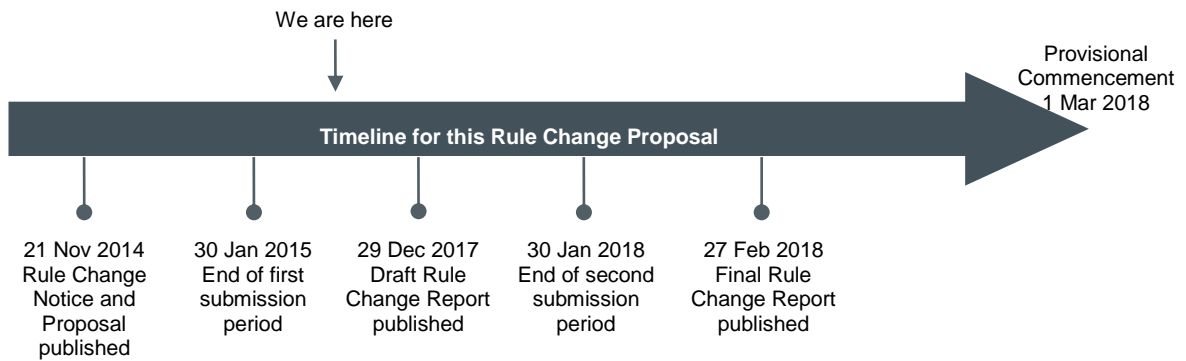 We are here
Provisional
Commencement
1 Mar 2018
Timeline for this Rule Change Proposal
21 Nov 2014
Rule Change
Notice and
Proposal
published
30 Jan 2015
End of first
submission
period
29 Dec 2017
Draft Rule
Change Report
published
30 Jan 2018
End of second
submission
period
27 Feb 2018
Final Rule
Change Report
published